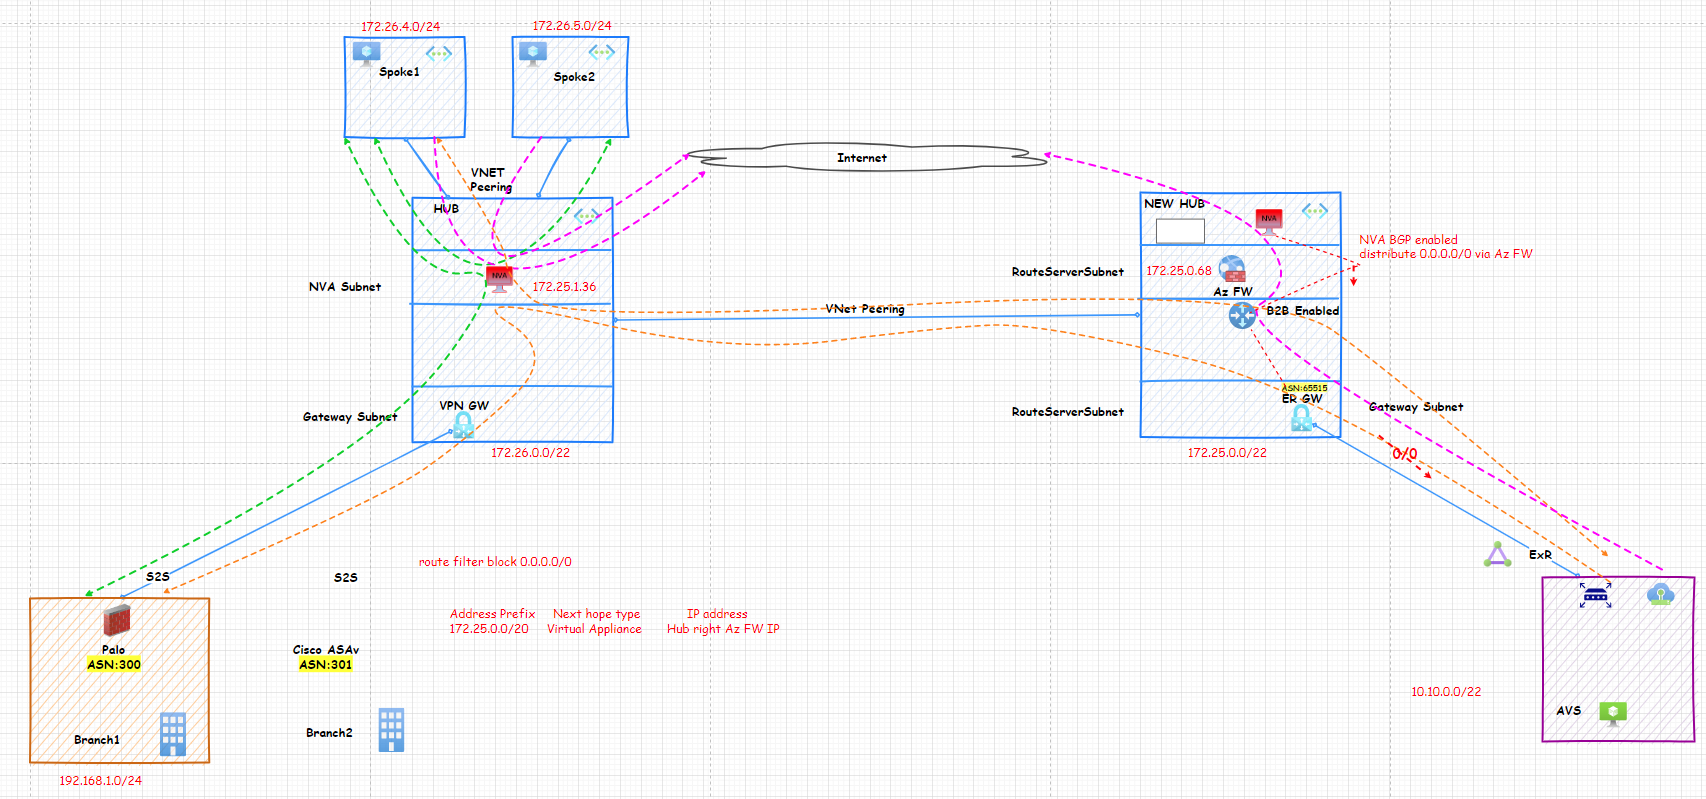 172.26.4.0/24
172.26.5.0/24
Spoke1
Spoke2
VNET
Peering
Internet
HUB
NEW HUB
NVA
NVA BGP enabled
distribute 0.0.0.0/0 via Az FW
NVA Subnet
NVA
172.25.1.36
RouteServerSubnet
172.25.0.68
Az FW
VNet Peering
B2B Enabled
ASN:65515
ER GW
VPN GW
Gateway Subnet
RouteServerSubnet
Gateway Subnet
172.26.0.0/22
172.25.0.0/22
0/0
ExR
route filter block 0.0.0.0/0
S2S
S2S
Address Prefix Next hope type IP address
172.25.0.0/20 Virtual Appliance Hub right Az FW IP
Palo
ASN:300
Cisco ASAv
ASN:301
10.10.0.0/22
AVS
Branch1
Branch2
192.168.1.0/24